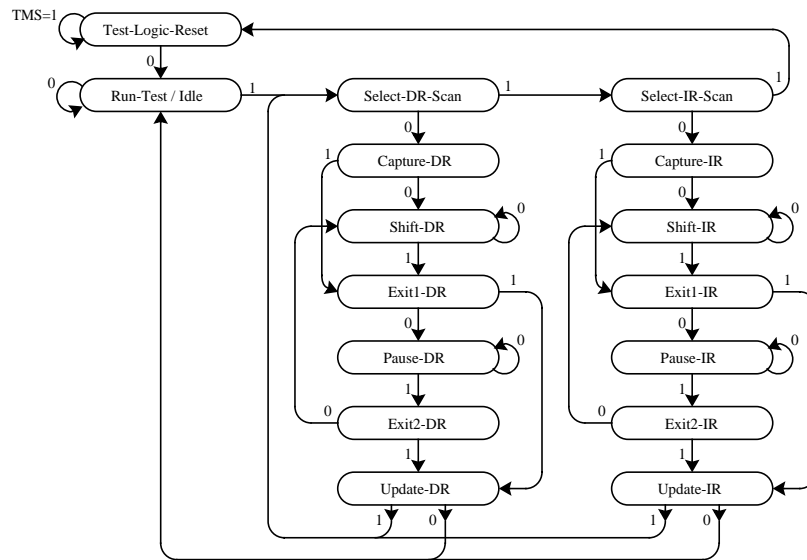 TMS=1
Test-Logic-Reset
0
1
0
Run-Test / Idle
1
Select-DR-Scan
1
Select-IR-Scan
0
0
1
Capture-DR
1
Capture-IR
0
0
0
0
Shift-DR
Shift-IR
1
1
Exit1-DR
1
Exit1-IR
1
0
0
0
0
Pause-DR
Pause-IR
1
1
0
Exit2-DR
0
Exit2-IR
1
1
Update-DR
Update-IR
1
0
1
0